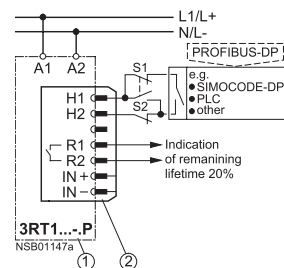 L1/L+
N/L-
PROFIBUS-DP
A1 A2
S1
e.g.
SIMOCODE-DP
PLC
other
H1
H2
S2
R1
R2
Indication
of remanining
lifetime 20%
IN +
IN -
3RT1...-.P
NSB01147a
1
2